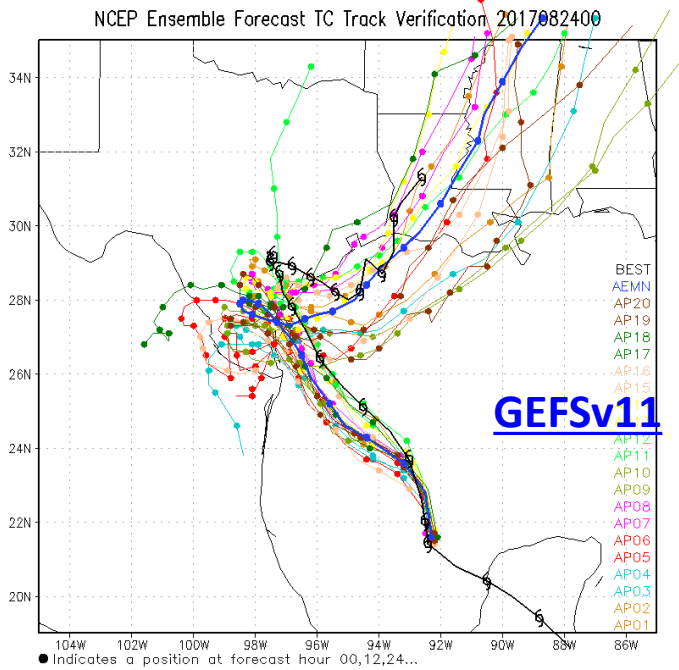 NCEP Ensemble Forecast TC Track Verification 2017082400
34N
32N
30N
28N
26N
24N
22N
20N
BEST
AEMN
AP20
AP19
AP18
AP17
AP16
AP15
GEFSv11
AP12
AP11
AP10
AP09
AP08
AP07
AP06
AP05
AP04
AP03
AP02
AP01
104W 102W 100W 98W 96W 94W 92W 90W 88W 86W
Indicates a position at forecast hour 00,12,24...